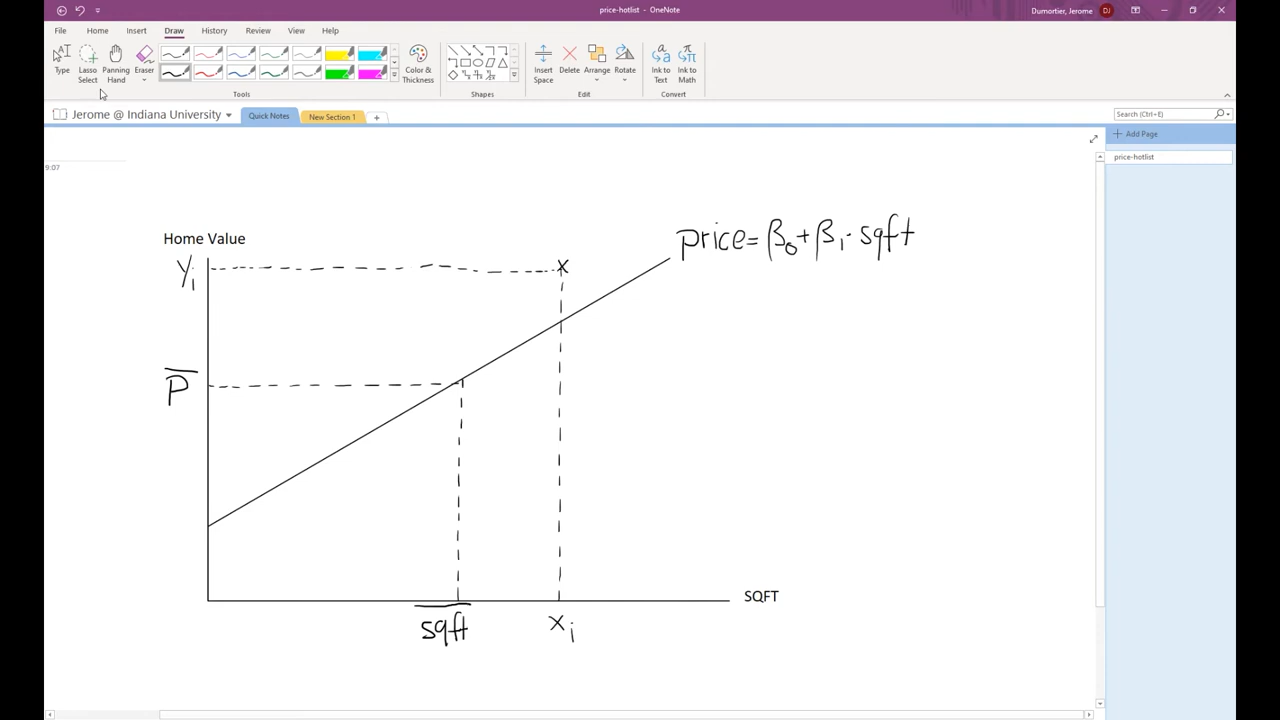 price-hotlist - OneNote
Dumortier, Jerome DJ
File Home Insert Draw History Review View Help
Type Lasso Select Panning Hand Eraser Color & Thickness Insert Space Delete Arrange Rotate Ink to Text Ink to Math
Tools Shapes Edit Convert
Jerome @ Indiana University Quick Notes New Section 1 Search (Ctrl+E)
Add Page
price-hotlist
9:07
Home Value
price = β₀ + β₁ · sqft
yᵢ
x
P̅
SQFT
s̅q̅f̅t̅
xᵢ